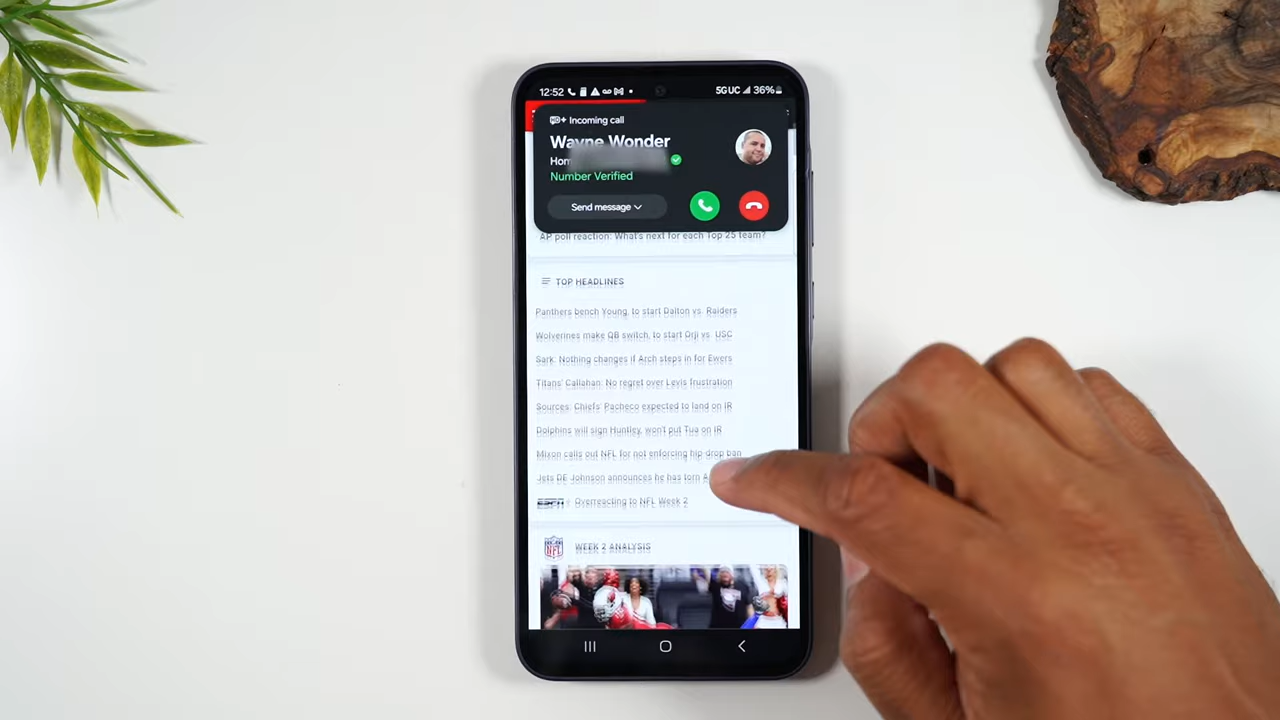 12:52 5GUC 36%
HD+ Incoming call
Wayne Wonder
Number Verified
Send message
AP poll reaction: What's next for each Top 25 team?
TOP HEADLINES
Panthers bench Young, to start Dalton vs. Raiders
Wolverines make QB switch, to start Orji vs. USC
Sark: Nothing changes if Arch steps in for Ewers
Titans' Callahan: No regret over Levis frustration
Sources: Chiefs' Pacheco expected to land on IR
Dolphins will sign Huntley, won't put Tua on IR
Mixon calls out NFL for not enforcing hip-drop ban
Jets DE Johnson announces he has torn
ESPN+ Overreacting to NFL Week 2
NFL WEEK 2 ANALYSIS